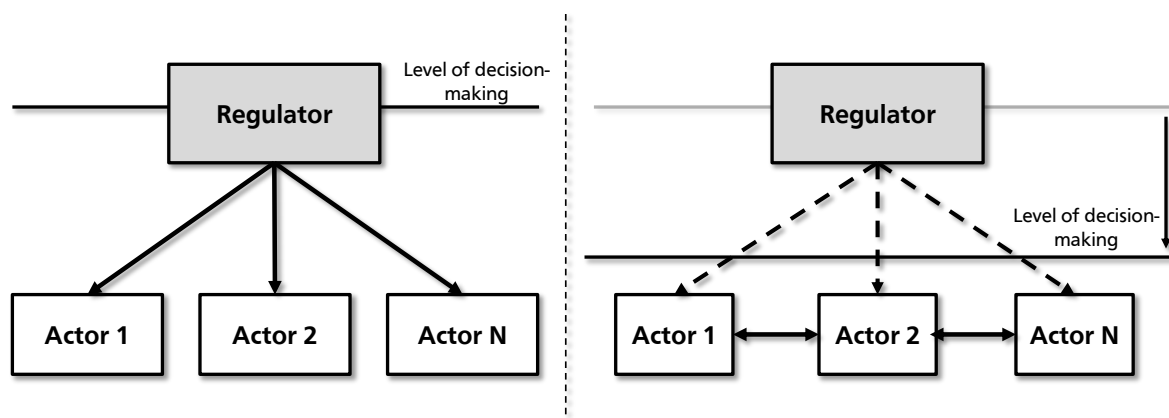 Level of decision-
making
Regulator
Actor 1
Actor 2
Actor N
Regulator
Level of decision-
making
Actor 1
Actor 2
Actor N